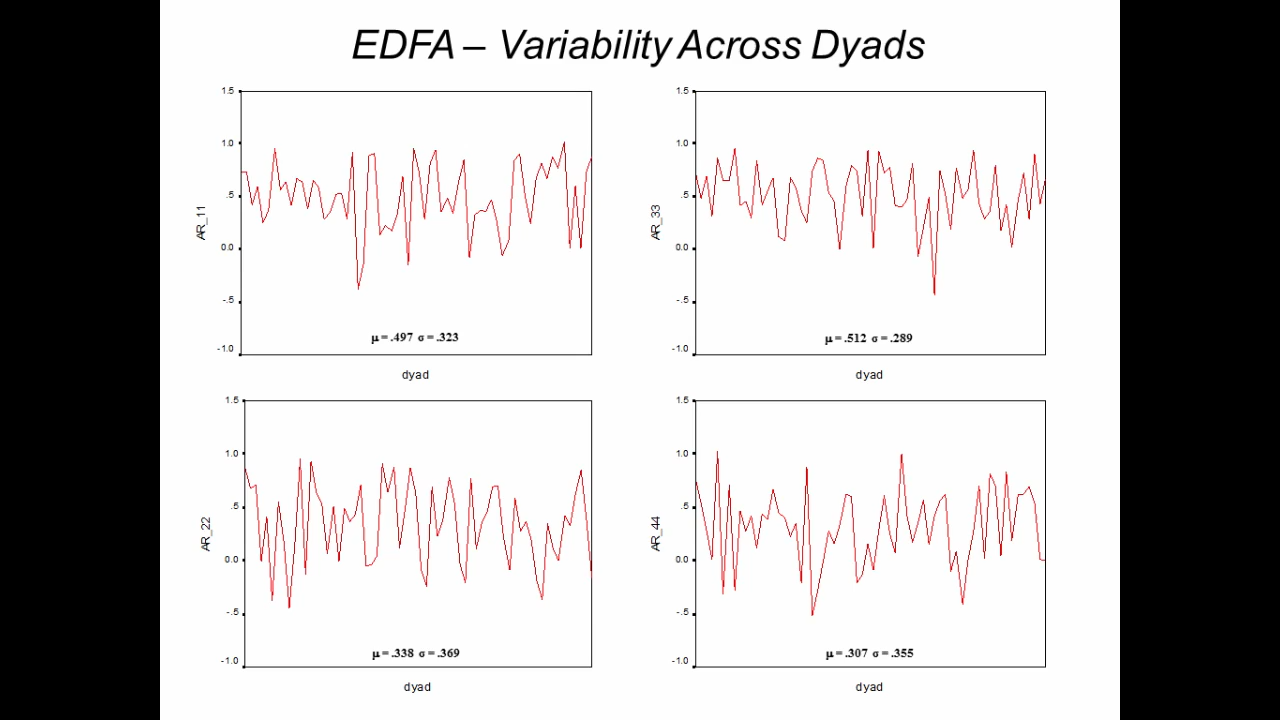 EDFA – Variability Across Dyads
1.5
1.0
.5
0.0
-.5
-1.0
AR_11
μ = .497 σ = .323
dyad
1.5
1.0
.5
0.0
-.5
-1.0
AR_33
μ = .512 σ = .289
dyad
1.5
1.0
.5
0.0
-.5
-1.0
AR_22
μ = .338 σ = .369
dyad
1.5
1.0
.5
0.0
-.5
-1.0
AR_44
μ = .307 σ = .355
dyad